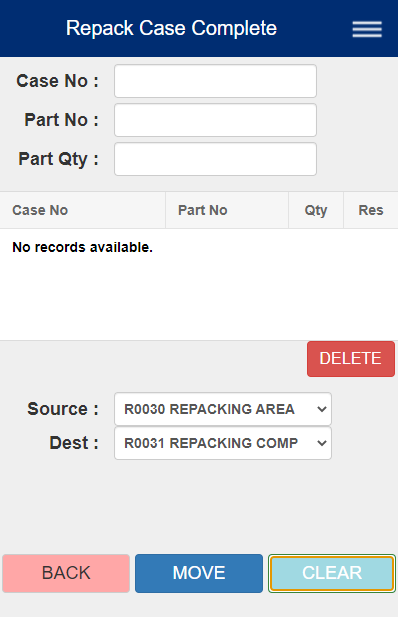 Repack Case Complete
Case No :
Part No :
Part Qty :
Case No Part No Qty Res
No records available.
DELETE
Source : R0030 REPACKING AREA
Dest : R0031 REPACKING COMP
BACK MOVE CLEAR